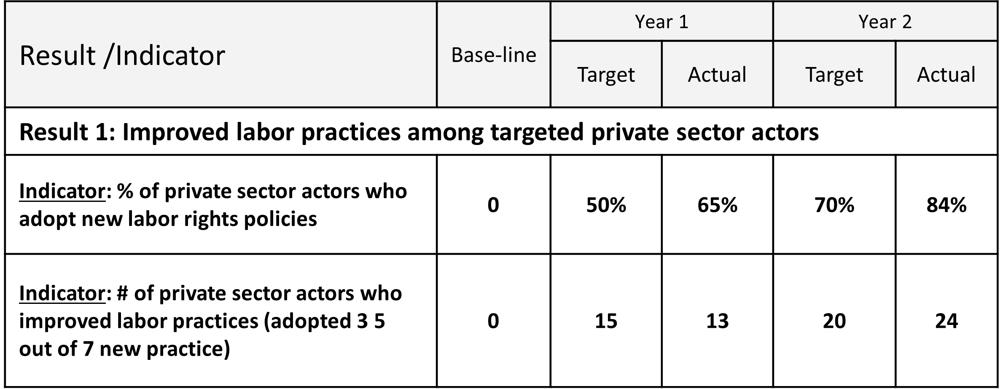 Result /Indicator
Base-line
Year 1
Year 2
Target
Actual
Target
Actual
Result 1: Improved labor practices among targeted private sector actors
Indicator: % of private sector actors who
adopt new labor rights policies
0
50%
65%
70%
84%
Indicator: # of private sector actors who
improved labor practices (adopted 3 5
out of 7 new practice)
0
15
13
20
24